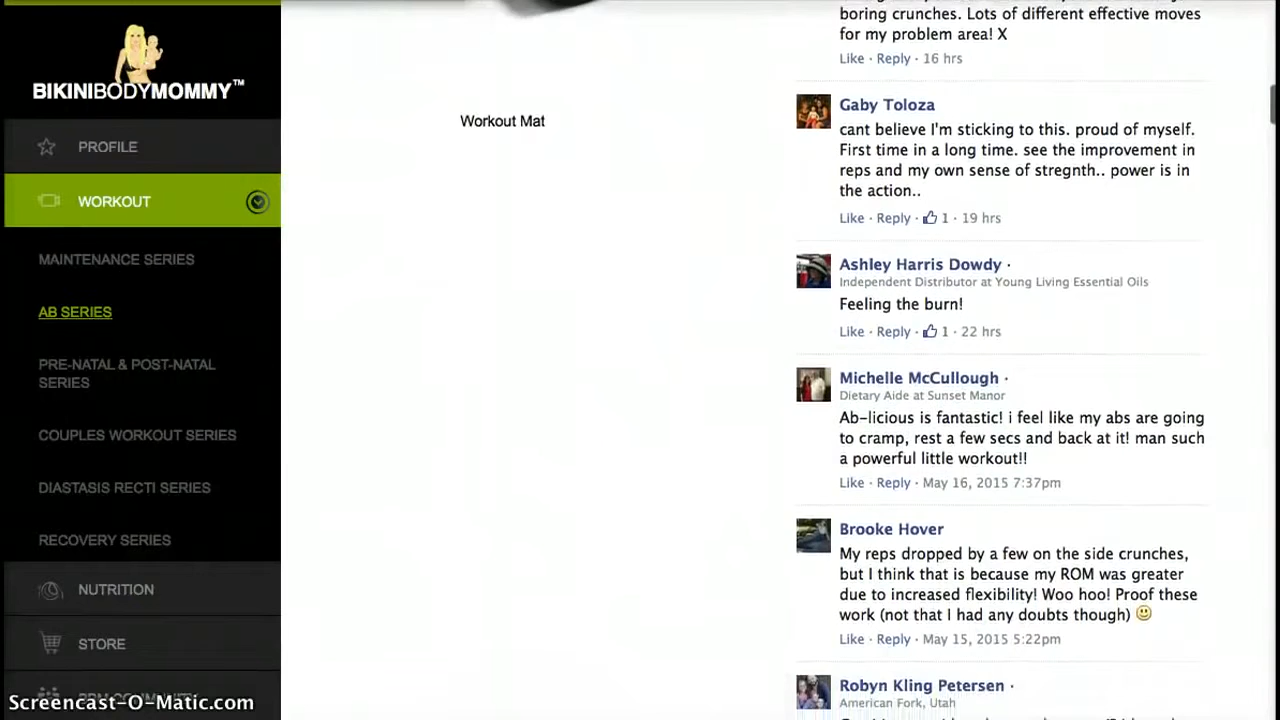 BIKINIBODYMOMMY™
PROFILE
WORKOUT
MAINTENANCE SERIES
AB SERIES
PRE-NATAL & POST-NATAL
SERIES
COUPLES WORKOUT SERIES
DIASTASIS RECTI SERIES
RECOVERY SERIES
NUTRITION
STORE
BBM COMMUNITY
Screencast-O-Matic.com
Workout Mat
boring crunches. Lots of different effective moves
for my problem area! X
Like · Reply · 16 hrs
Gaby Toloza
cant believe I'm sticking to this. proud of myself.
First time in a long time. see the improvement in
reps and my own sense of stregnth.. power is in
the action..
Like · Reply · 1 · 19 hrs
Ashley Harris Dowdy ·
Independent Distributor at Young Living Essential Oils
Feeling the burn!
Like · Reply · 1 · 22 hrs
Michelle McCullough ·
Dietary Aide at Sunset Manor
Ab-licious is fantastic! i feel like my abs are going
to cramp, rest a few secs and back at it! man such
a powerful little workout!!
Like · Reply · May 16, 2015 7:37pm
Brooke Hover
My reps dropped by a few on the side crunches,
but I think that is because my ROM was greater
due to increased flexibility! Woo hoo! Proof these
work (not that I had any doubts though)
Like · Reply · May 15, 2015 5:22pm
Robyn Kling Petersen ·
American Fork, Utah